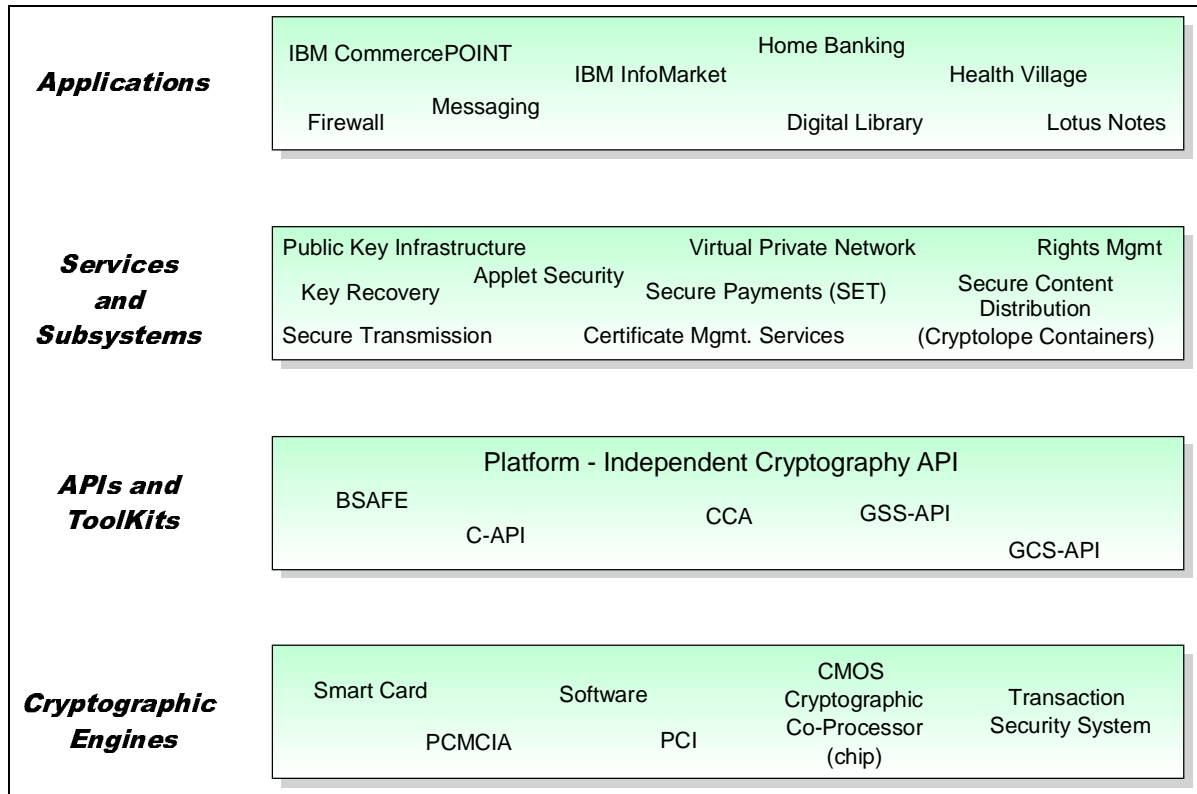 Applications
IBM CommercePOINT
Home Banking
IBM InfoMarket
Health Village
Messaging
Firewall
Digital Library
Lotus Notes
Services
and
Subsystems
Public Key Infrastructure
Virtual Private Network
Rights Mgmt
Applet Security
Key Recovery
Secure Payments (SET)
Secure Content
Distribution
(Cryptolope Containers)
Secure Transmission
Certificate Mgmt. Services
APIs and
ToolKits
Platform - Independent Cryptography API
BSAFE
C-API
CCA
GSS-API
GCS-API
Cryptographic
Engines
Smart Card
PCMCIA
Software
PCI
CMOS
Cryptographic
Co-Processor
(chip)
Transaction
Security System